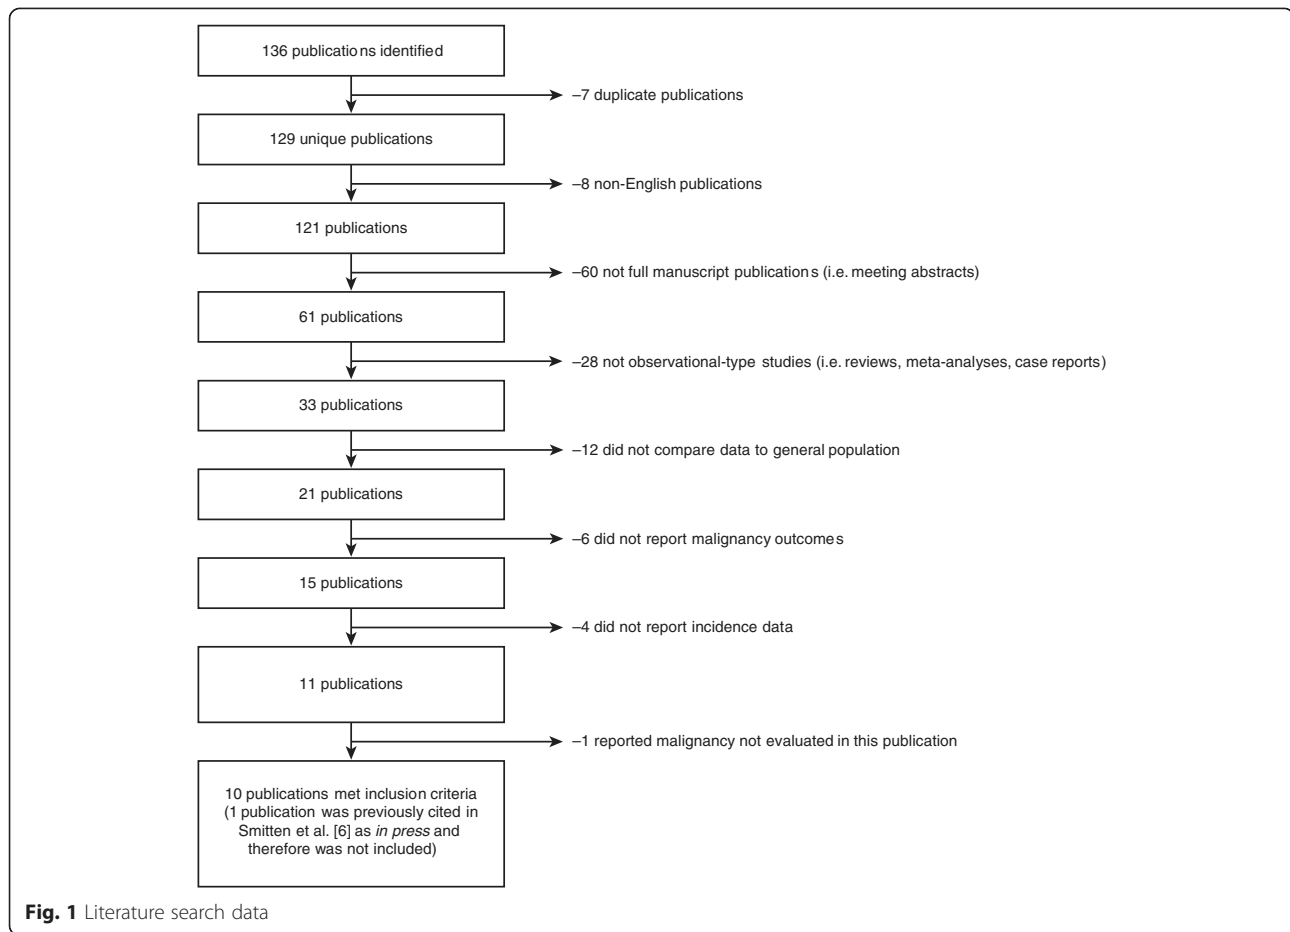 136 publications identified
–7 duplicate publications
129 unique publications
–8 non-English publications
121 publications
–60 not full manuscript publications (i.e. meeting abstracts)
61 publications
–28 not observational-type studies (i.e. reviews, meta-analyses, case reports)
33 publications
–12 did not compare data to general population
21 publications
–6 did not report malignancy outcomes
15 publications
–4 did not report incidence data
11 publications
–1 reported malignancy not evaluated in this publication
10 publications met inclusion criteria
(1 publication was previously cited in
Smitten et al. [6] as in press and
therefore was not included)
Fig. 1 Literature search data